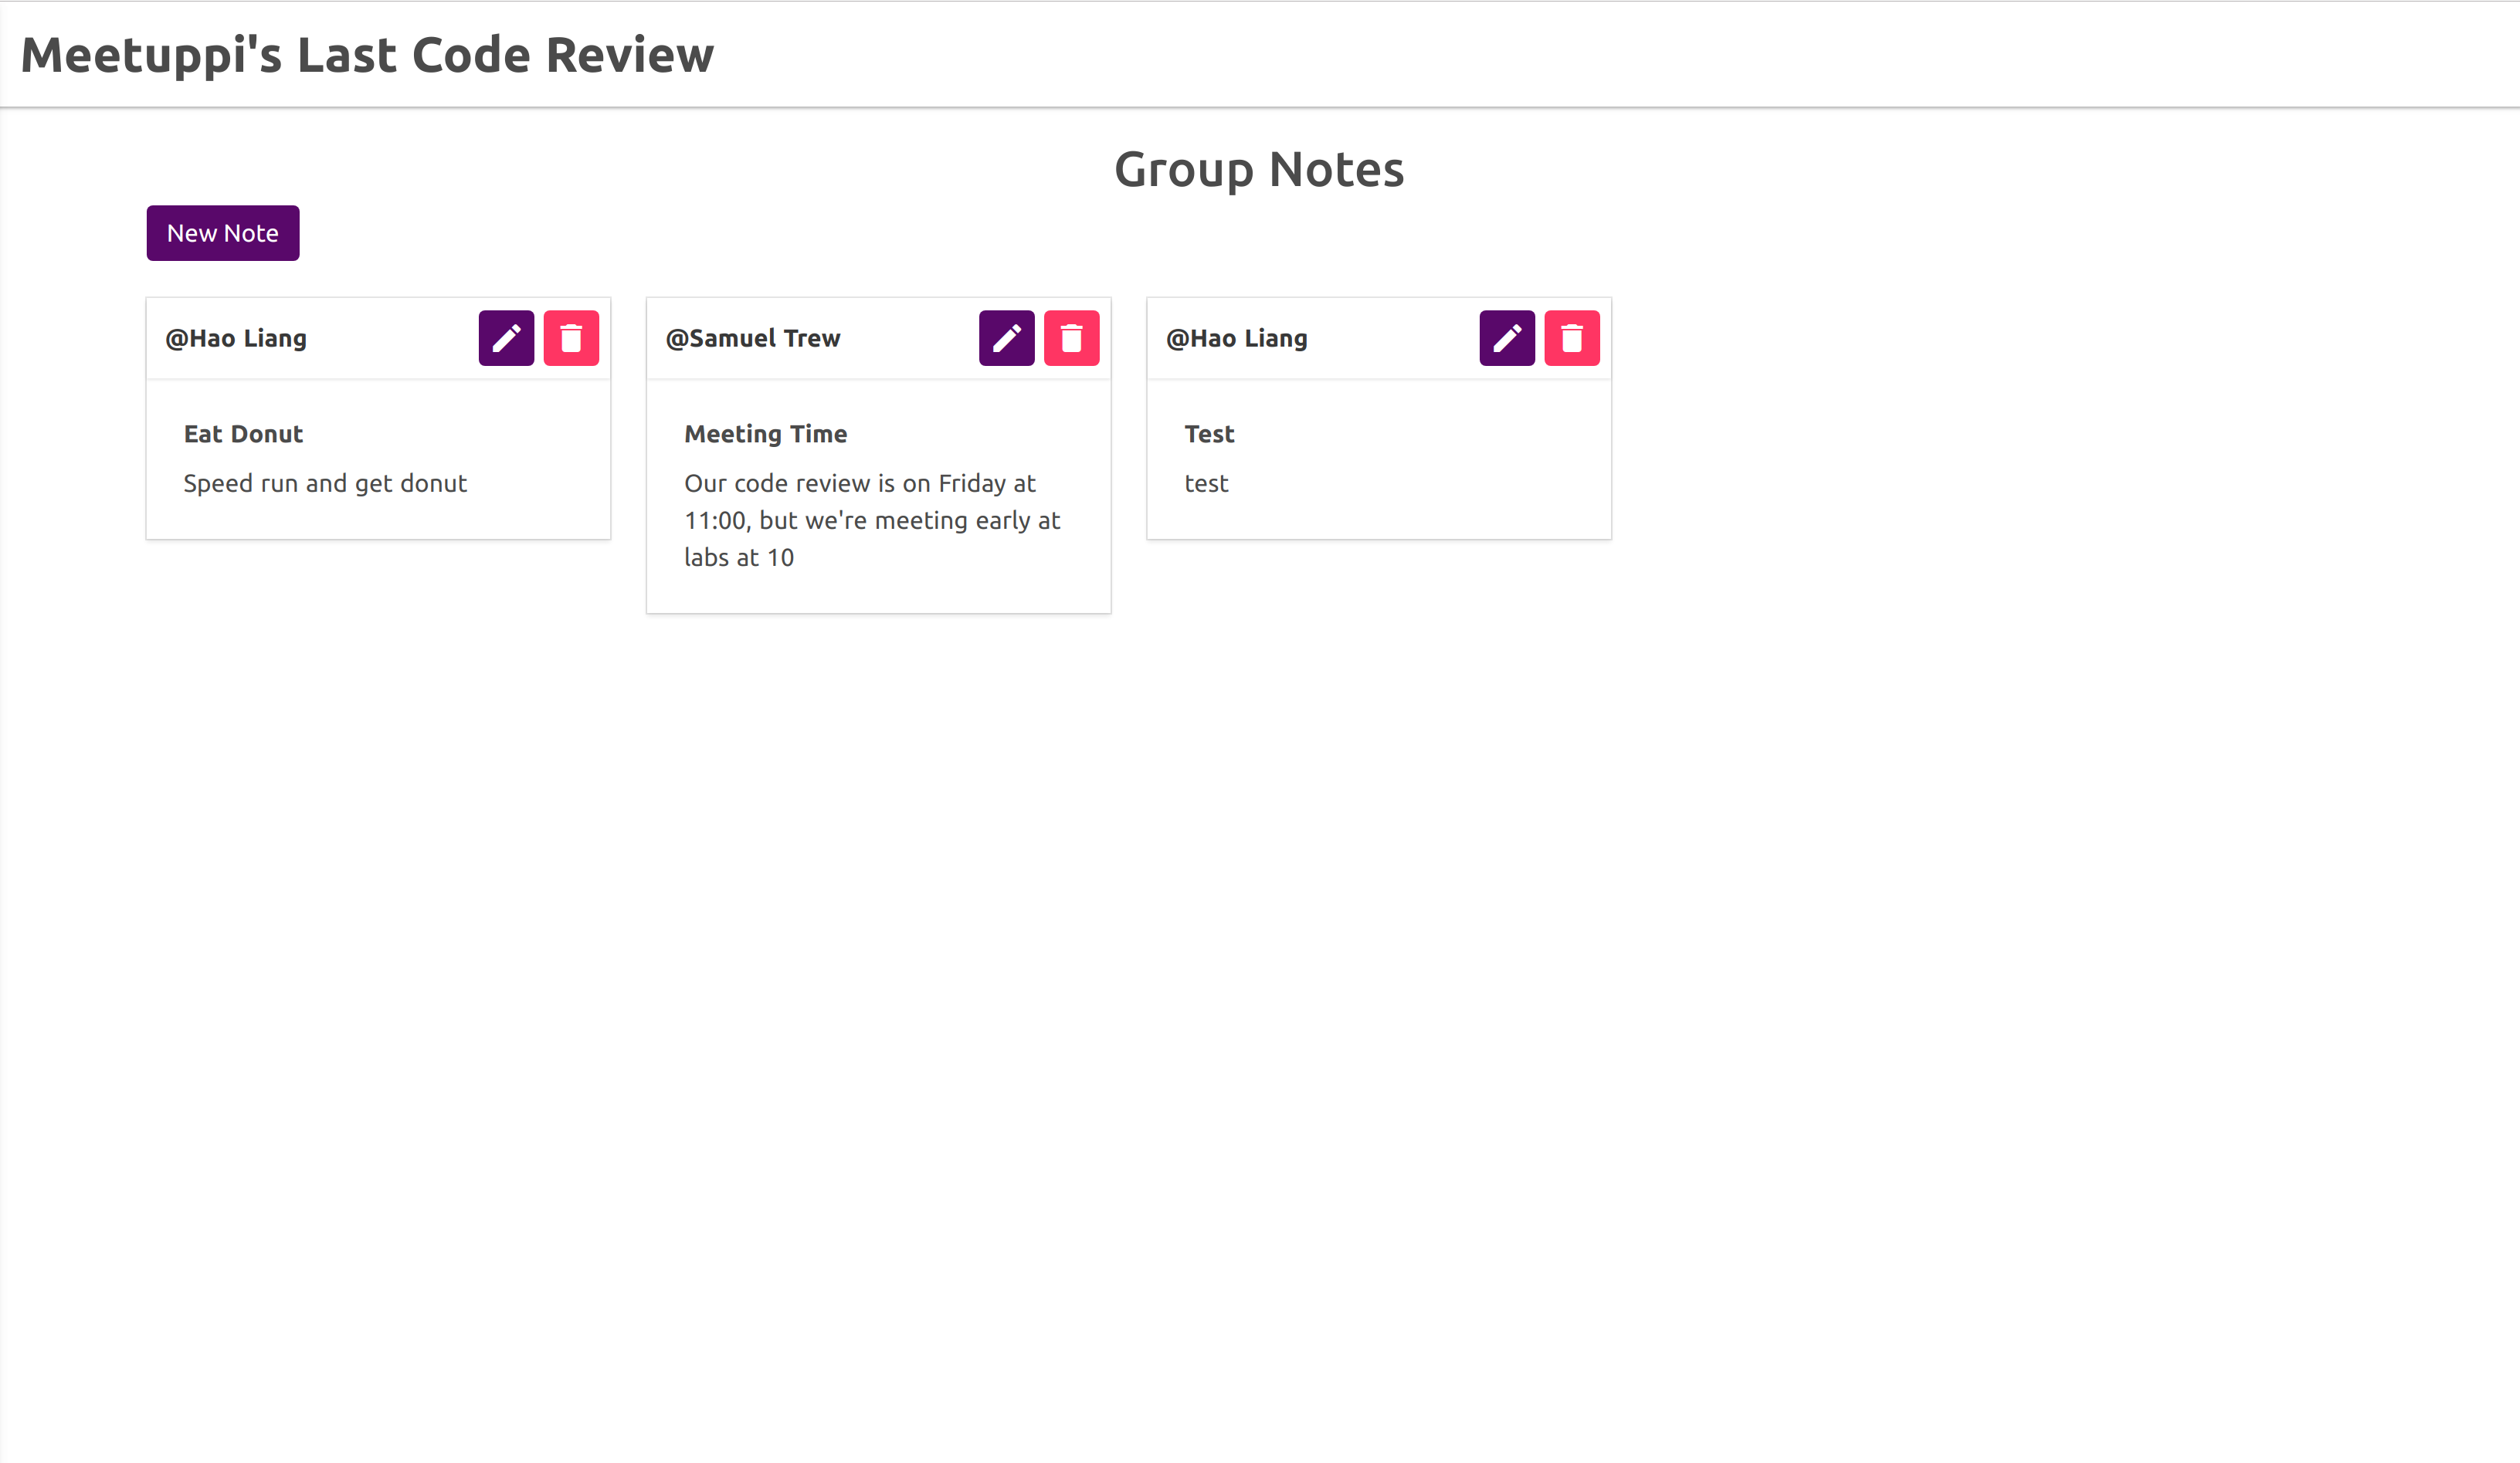 Meetuppi's Last Code Review
Group Notes
New Note
@Hao Liang
Eat Donut
Speed run and get donut
@Samuel Trew
Meeting Time
Our code review is on Friday at
11:00, but we're meeting early at
labs at 10
@Hao Liang
Test
test